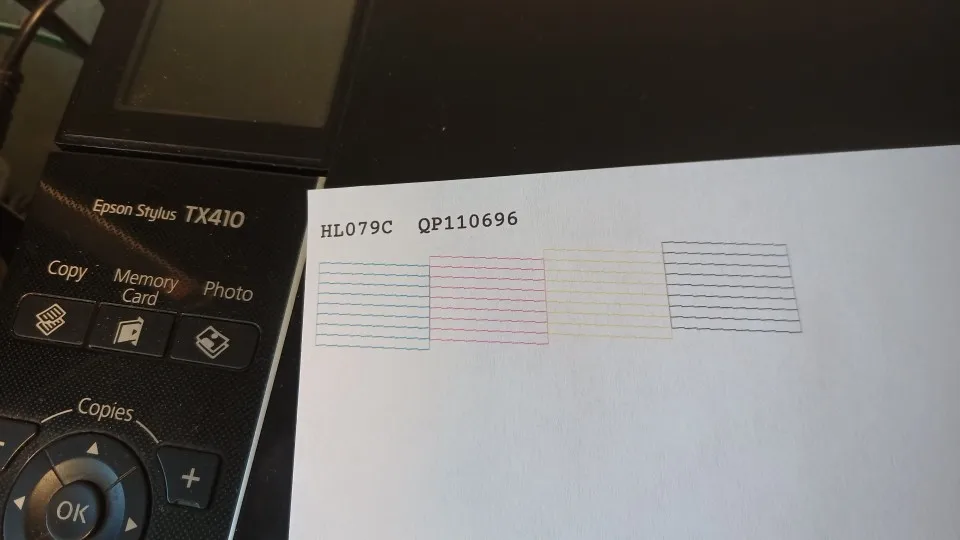 Epson Stylus TX410
Copy Memory Card Photo
Copies
+
OK
HL079C QP110696